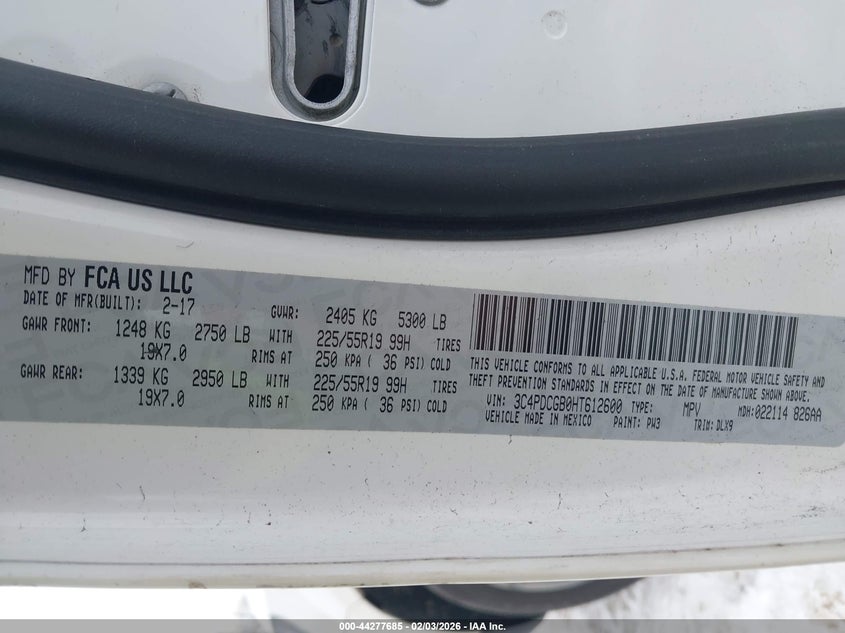 MFD BY FCA US LLC
DATE OF MFR(BUILT): 2-17 GVWR: 2405 KG 5300 LB
GAWR FRONT: 1248 KG 2750 LB WITH 225/55R19 99H TIRES
19X7.0 RIMS AT 250 KPA ( 36 PSI) COLD
GAWR REAR: 1339 KG 2950 LB WITH 225/55R19 99H TIRES
19X7.0 RIMS AT 250 KPA ( 36 PSI) COLD
THIS VEHICLE CONFORMS TO ALL APPLICABLE U.S.A. FEDERAL MOTOR VEHICLE SAFETY AND
THEFT PREVENTION STANDARDS IN EFFECT ON THE DATE OF MANUFACTURE SHOWN ABOVE.
VIN: 3C4PDCGB0HT612600 TYPE: MPV MDH: 022114 826AA
VEHICLE MADE IN MEXICO PAINT: PW3 TRIM: DLX9
000-44277685 - 02/03/2026 - IAA Inc.